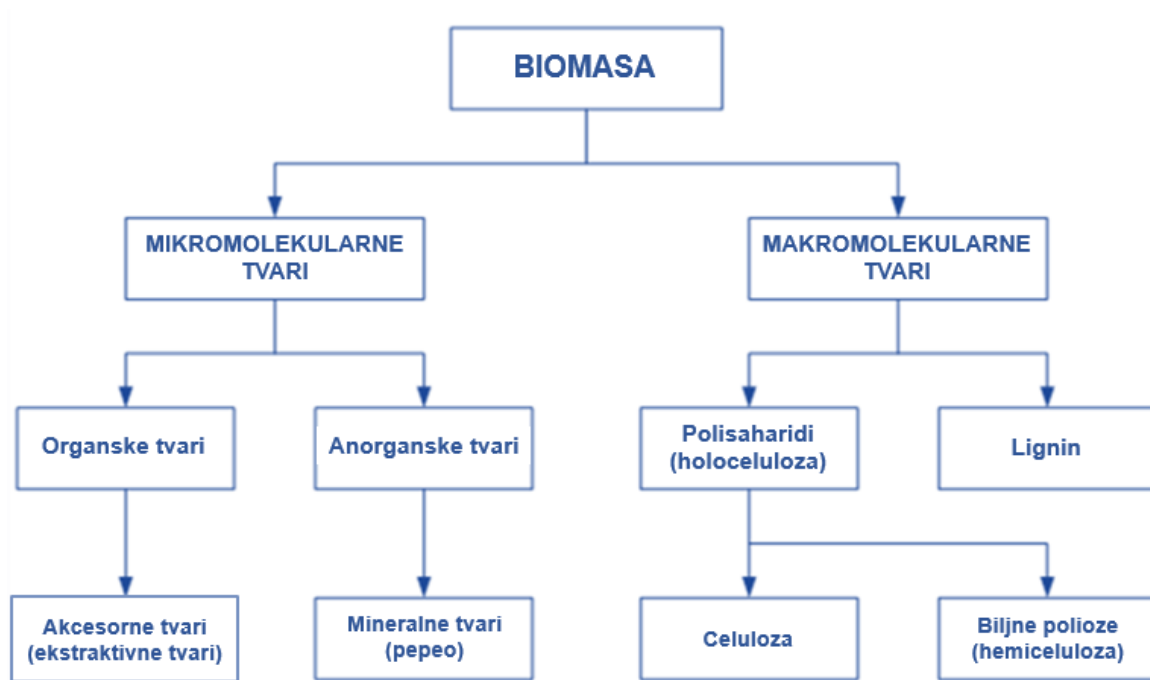 BIOMASA
MIKROMOLEKULARNE
TVARI
MAKROMOLEKULARNE
TVARI
Organske tvari
Anorganske tvari
Polisaharidi
(holoceluloza)
Lignin
Akcesorne tvari
(ekstraktivne tvari)
Mineralne tvari
(pepeo)
Celuloza
Biljne polioze
(hemiceluloza)